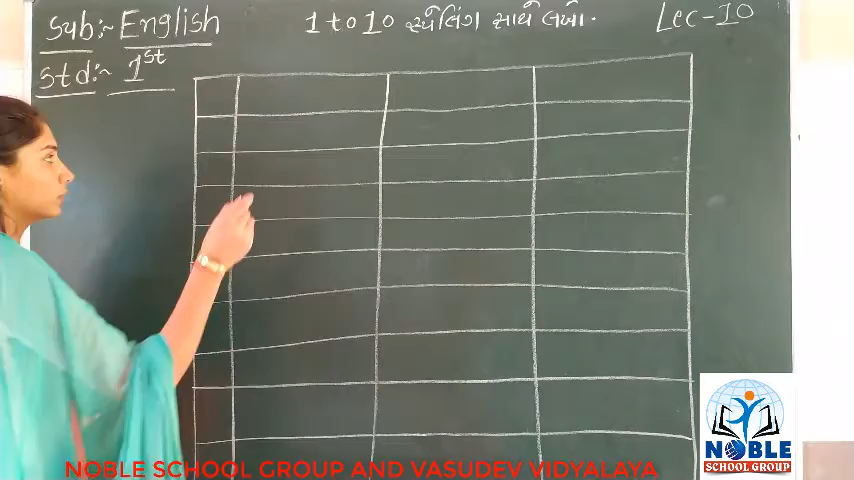 Sub:- English
1 to 10 સ્પેલિંગ સાથે લખો.
Lec-10
Std:- 1st
NOBLE
SCHOOL GROUP
NOBLE SCHOOL GROUP AND VASUDEV VIDYALAYA